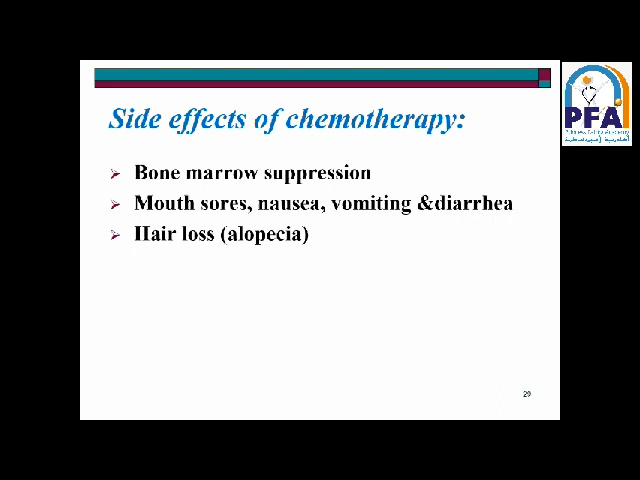 Side effects of chemotherapy:
Bone marrow suppression
Mouth sores, nausea, vomiting &diarrhea
Hair loss (alopecia)
29
PFA